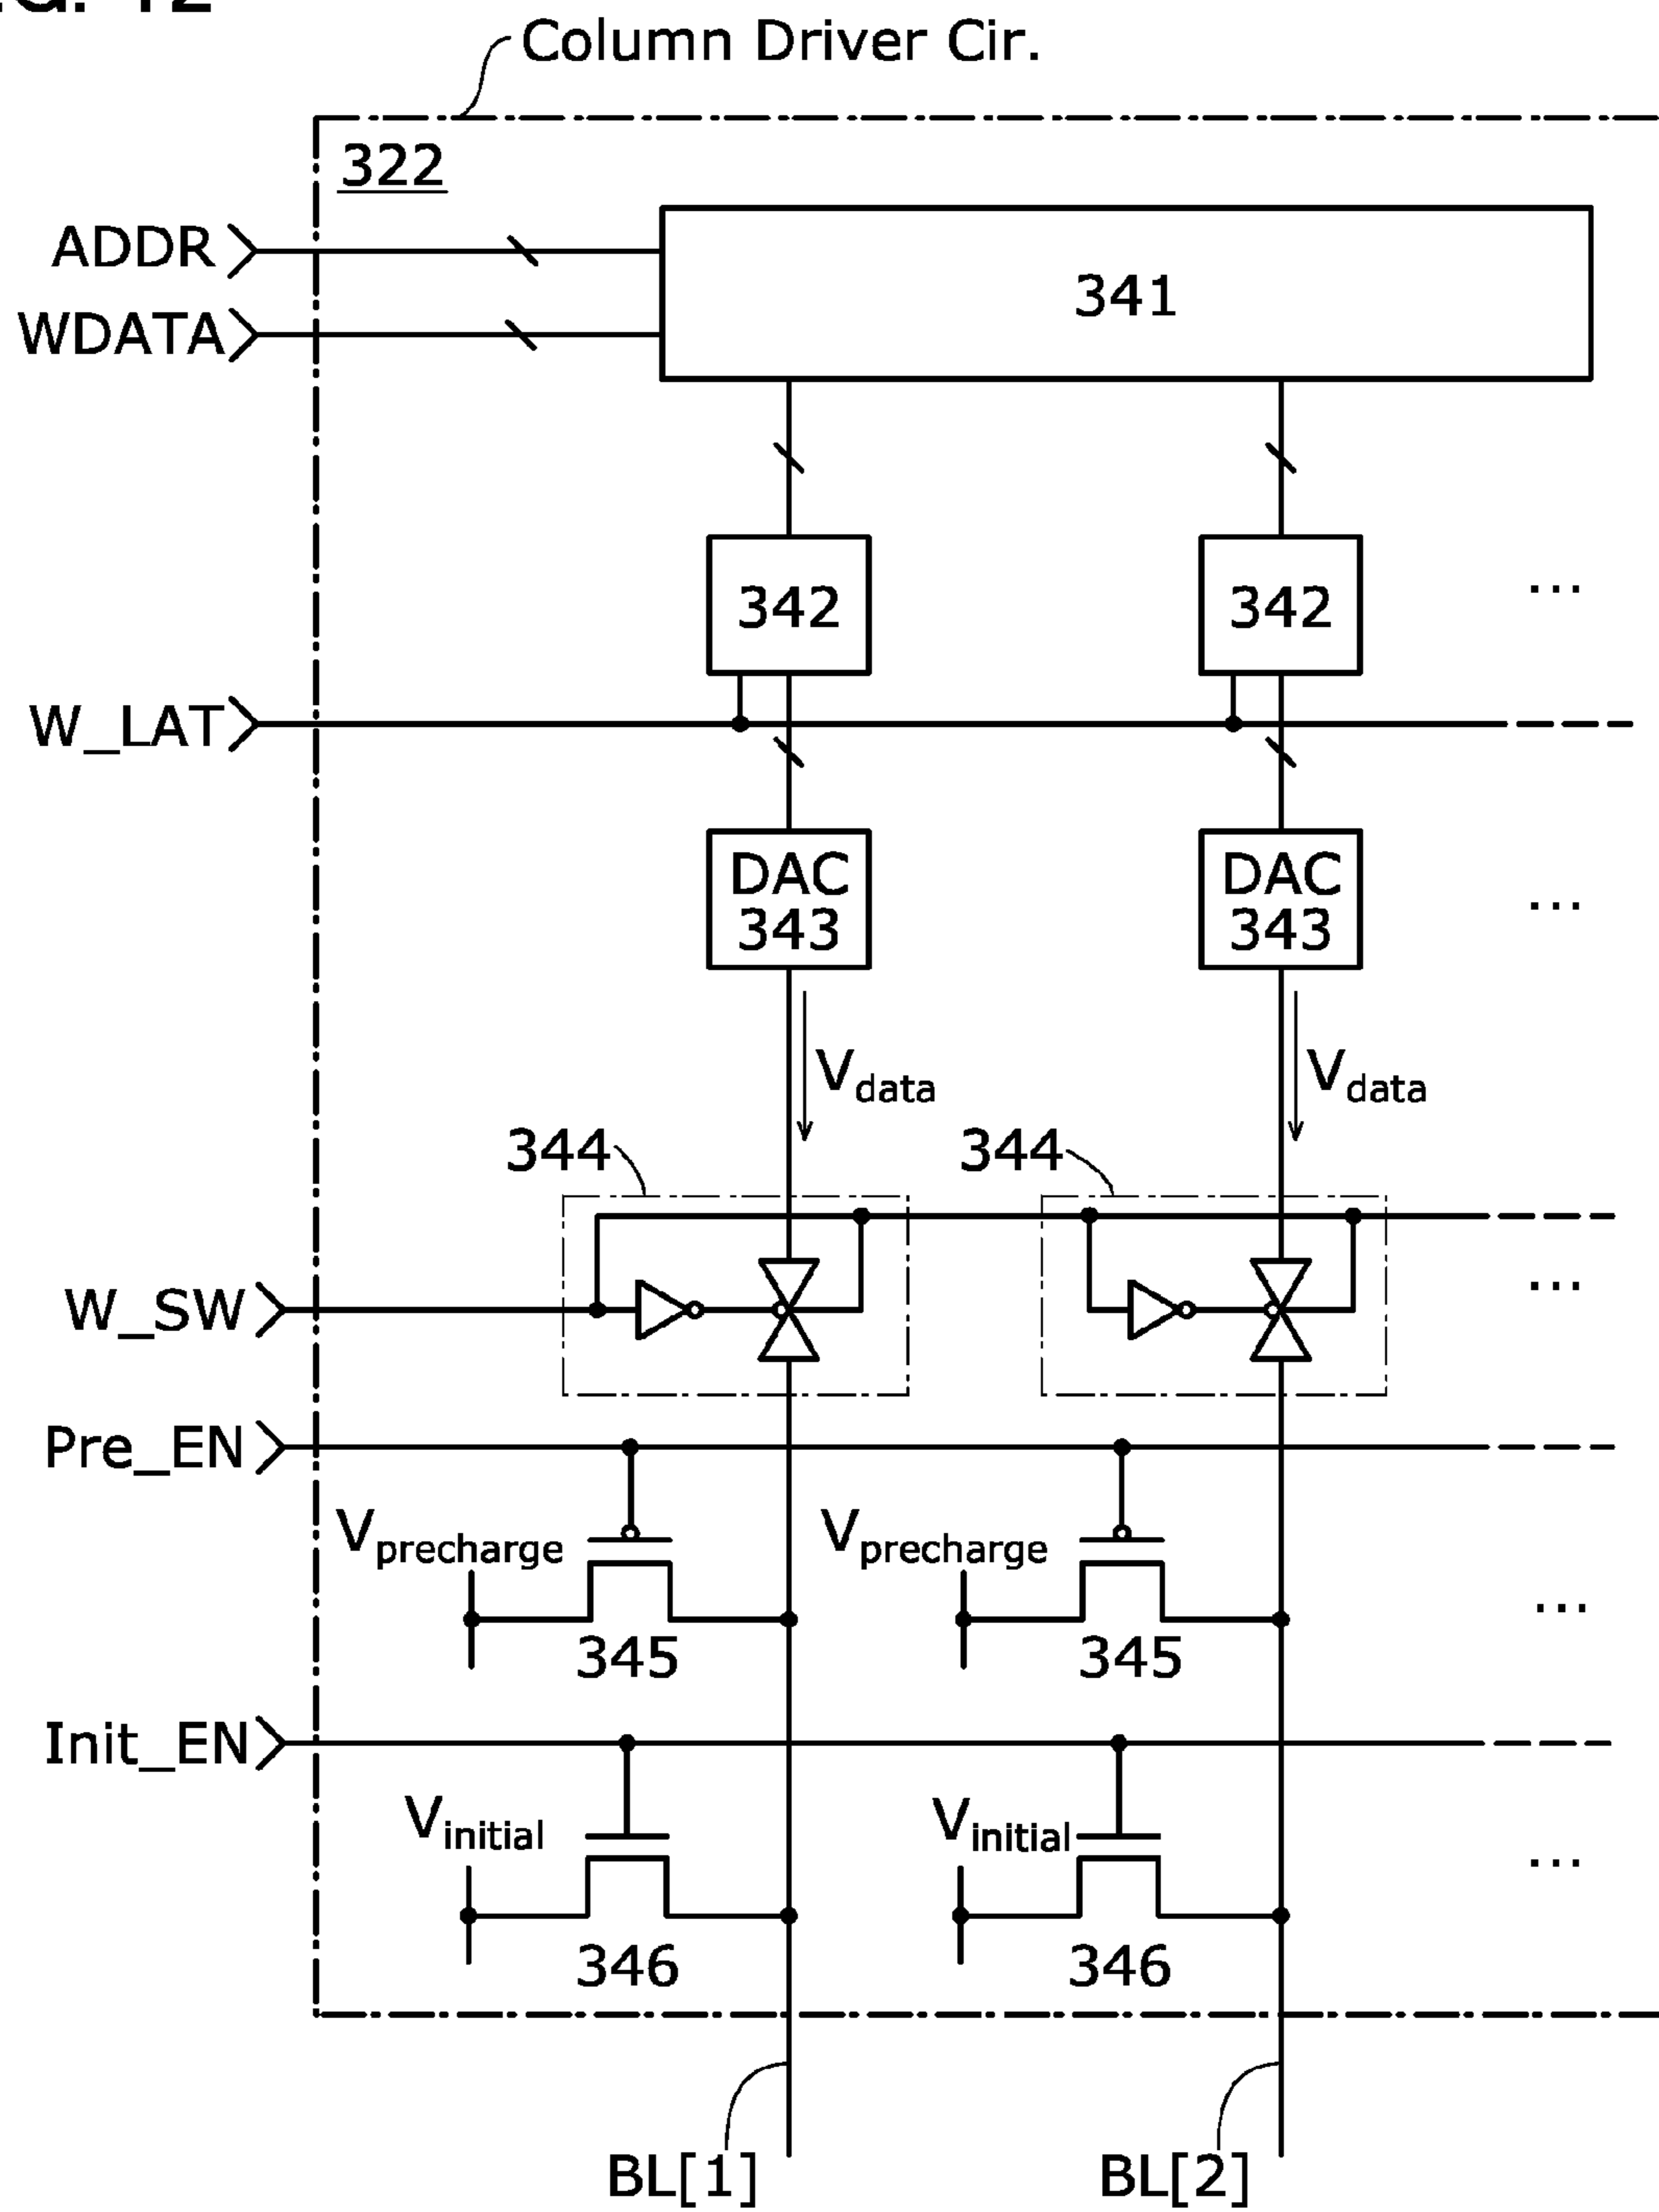 Column Driver Cir.
322
ADDR
341
WDATA
342 342 ...
W_LAT
DAC DAC
343 343 ...
Vdata Vdata
344 344
W_SW ...
Pre_EN
Vprecharge Vprecharge
...
345 345
Init_EN
Vinitial Vinitial
...
346 346
BL[1] BL[2]